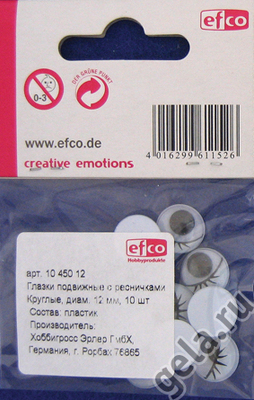 efco
DER GRÜNE PUNKT
0-3
www.efco.de
creative emotions
4 016299 611526
efco
Hobbyprodukte
арт. 10 450 12
Глазки подвижные с ресничками
Круглые, диам. 12 мм, 10 шт
Состав: пластик
Производитель:
Хоббигросс Эрлер ГмбХ,
Германия, г. Рорбах 76865
gela.ru